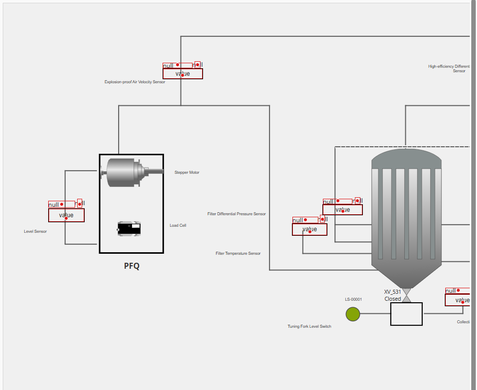 null
null
value
Explosion-proof Air Velocity Sensor
High-efficiency Different
Sensor
Stepper Motor
null
null
value
Level Sensor
Load Cell
PFQ
null
null
value
Filter Differential Pressure Sensor
null
null
value
Filter Temperature Sensor
XV_531
Closed
LS-00001
Tuning Fork Level Switch
null
value
Collecti